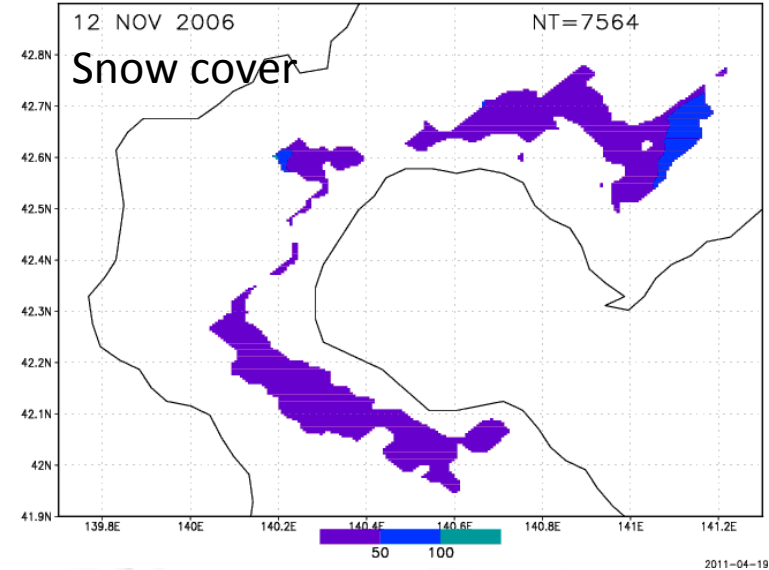 12 NOV 2006 NT=7564
Snow cover
42.8N
42.7N
42.6N
42.5N
42.4N
42.3N
42.2N
42.1N
42N
41.9N
139.8E 140E 140.2E 140.4E 140.6E 140.8E 141E 141.2E
50 100
2011-04-19